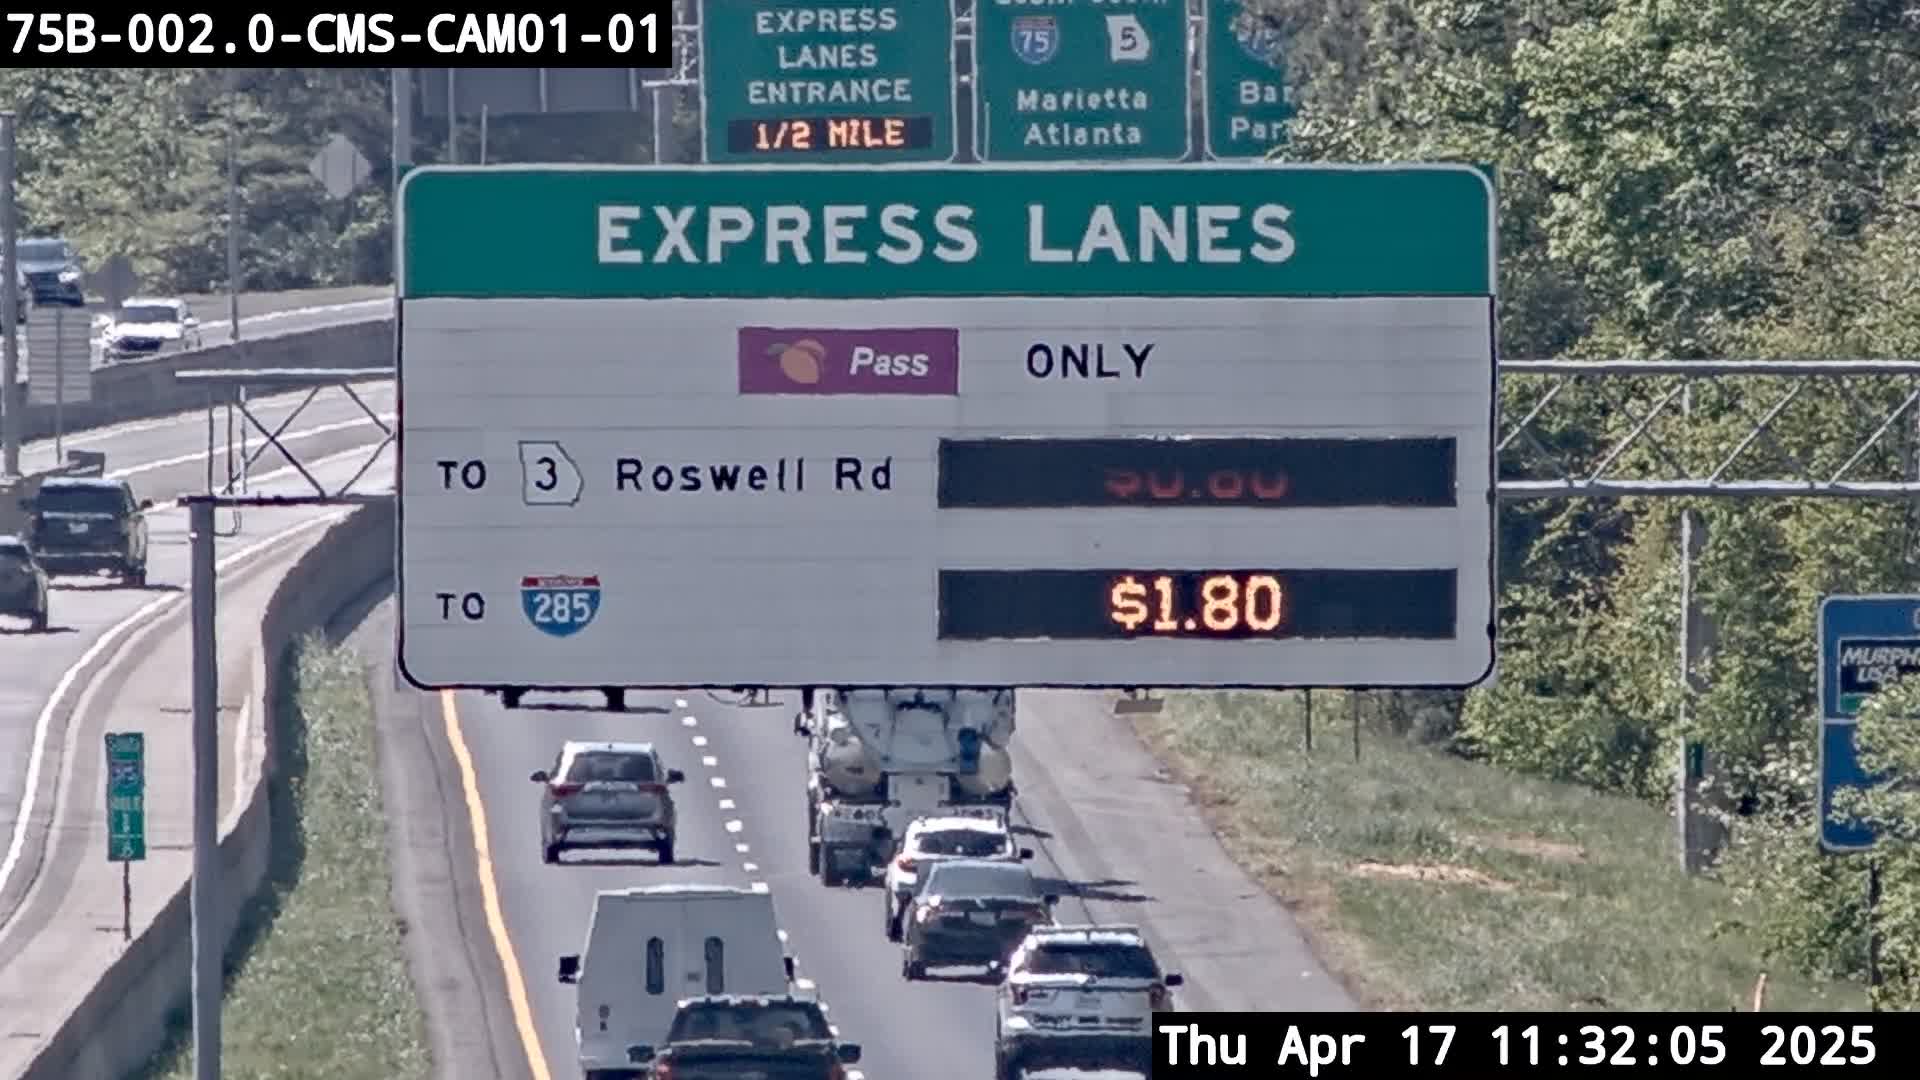 75B-002.0-CMS-CAM01-01
EXPRESS
LANES
ENTRANCE
1/2 MILE
75 5
Marietta
Atlanta
EXPRESS LANES
Pass ONLY
TO 3 Roswell Rd
TO 285 $1.80
Thu Apr 17 11:32:05 2025